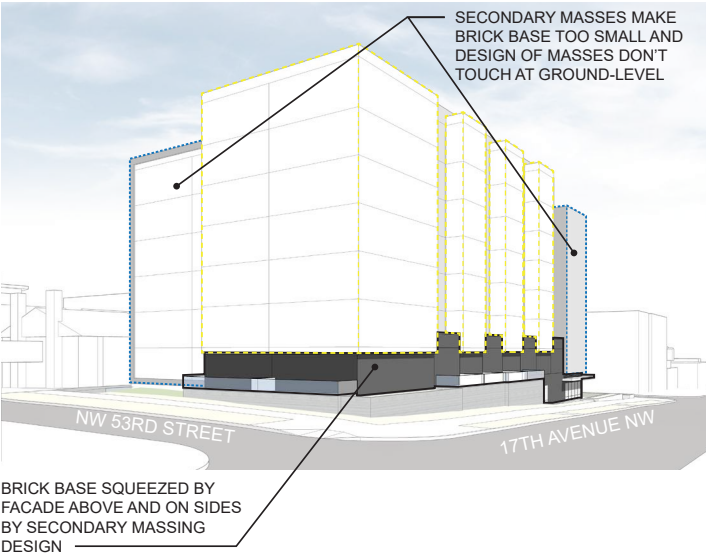 SECONDARY MASSES MAKE
BRICK BASE TOO SMALL AND
DESIGN OF MASSES DON'T
TOUCH AT GROUND-LEVEL
NW 53RD STREET
17TH AVENUE NW
BRICK BASE SQUEEZED BY
FACADE ABOVE AND ON SIDES
BY SECONDARY MASSING
DESIGN